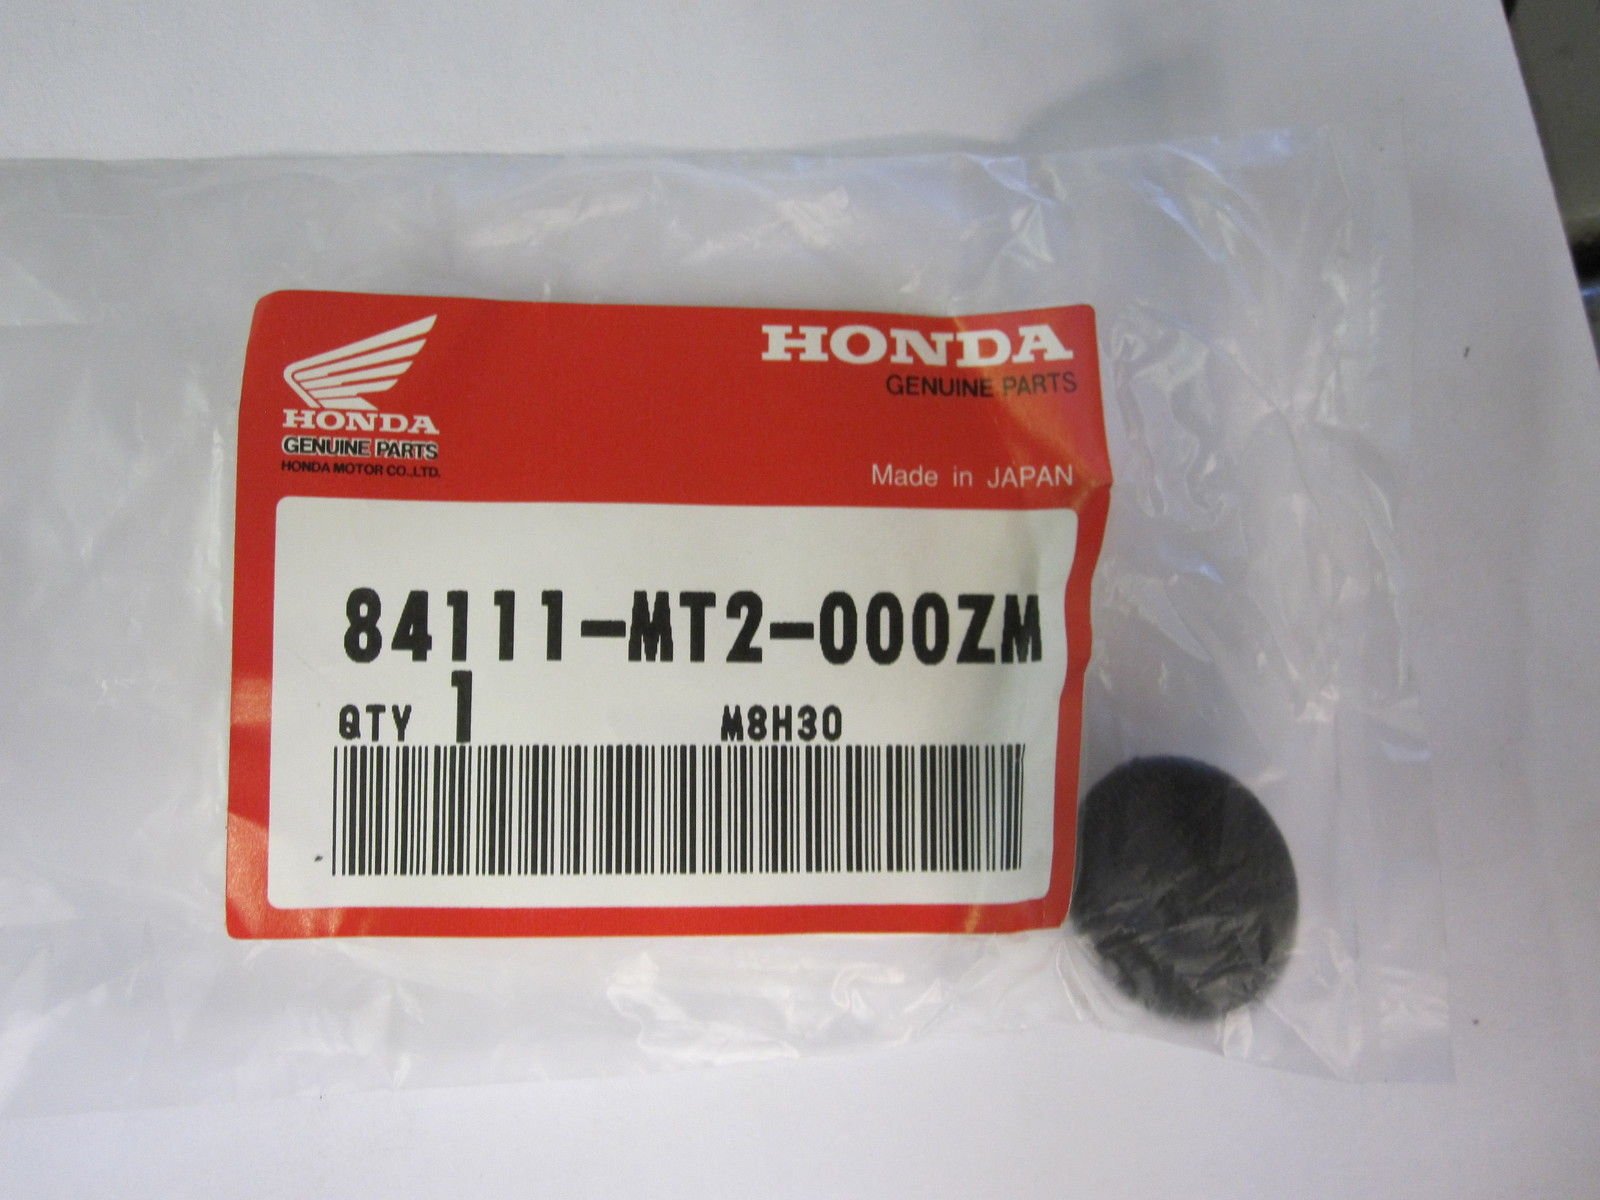 HONDA
GENUINE PARTS
HONDA MOTOR CO.,LTD.
HONDA
GENUINE PARTS
Made in JAPAN
84111-MT2-000ZM
QTY 1 M8H30